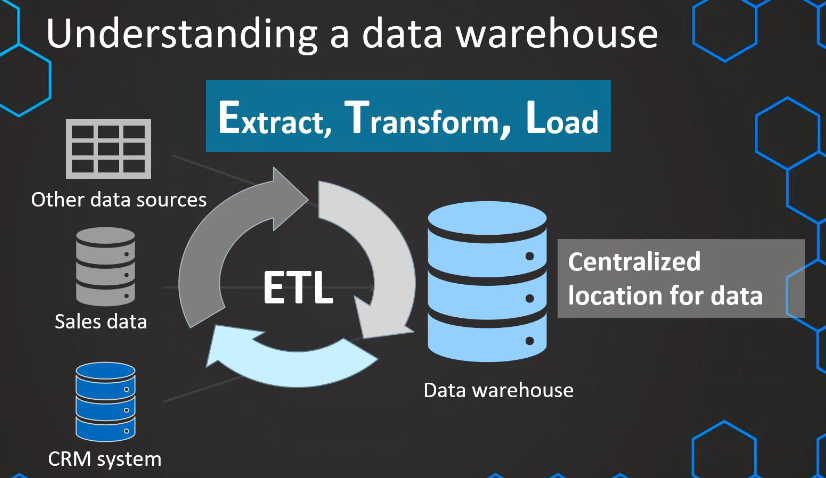 Understanding a data warehouse
Extract, Transform, Load
Other data sources
Sales data
CRM system
ETL
Data warehouse
Centralized
location for data